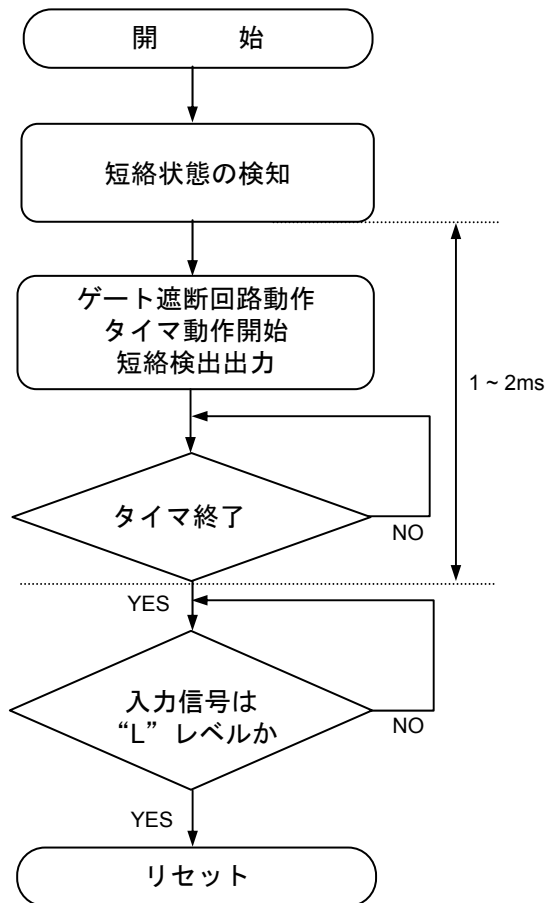 開　始
短絡状態の検知
ゲート遮断回路動作
タイマ動作開始
短絡検出出力
1 ~ 2ms
タイマ終了
NO
YES
入力信号は
“L”レベルか
NO
YES
リセット